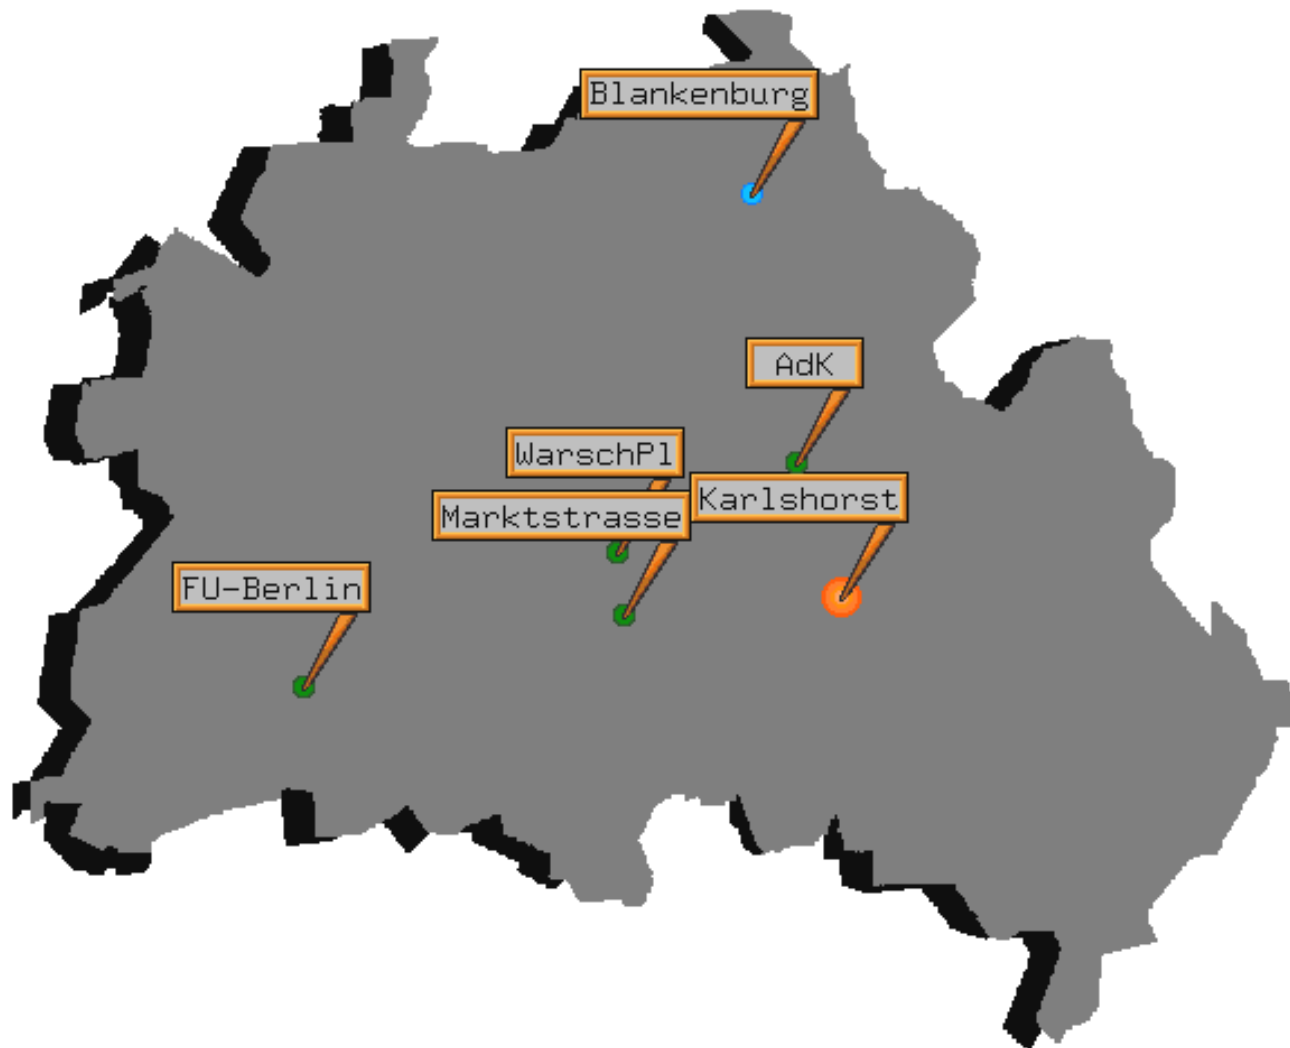 Blankenburg
AdK
WarschPl
Karlshorst
Marktstrasse
FU-Berlin